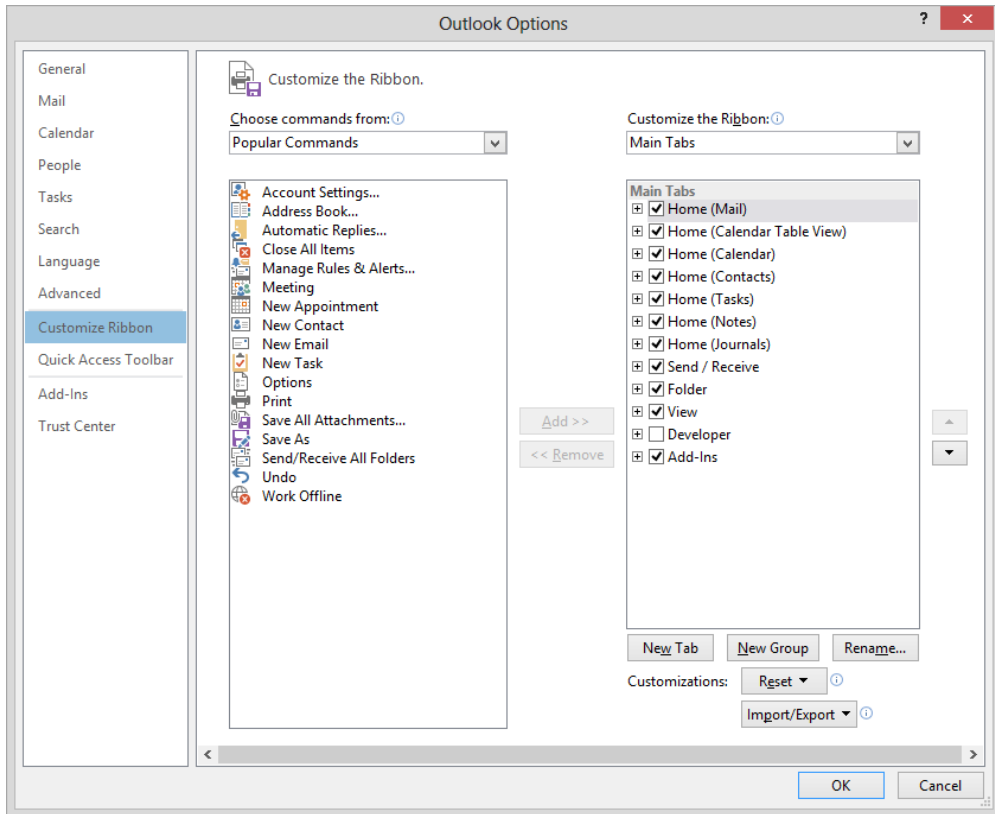 Outlook Options
?
General
Mail
Calendar
People
Tasks
Search
Language
Advanced
Customize Ribbon
Quick Access Toolbar
Add-Ins
Trust Center
Customize the Ribbon.
Choose commands from:
Popular Commands
Account Settings...
Address Book...
Automatic Replies...
Close All Items
Manage Rules & Alerts...
Meeting
New Appointment
New Contact
New Email
New Task
Options
Print
Save All Attachments...
Save As
Send/Receive All Folders
Undo
Work Offline
Add >>
<< Remove
Customize the Ribbon:
Main Tabs
Main Tabs
Home (Mail)
Home (Calendar Table View)
Home (Calendar)
Home (Contacts)
Home (Tasks)
Home (Notes)
Home (Journals)
Send / Receive
Folder
View
Developer
Add-Ins
New Tab
New Group
Rename...
Customizations:
Reset
Import/Export
OK
Cancel